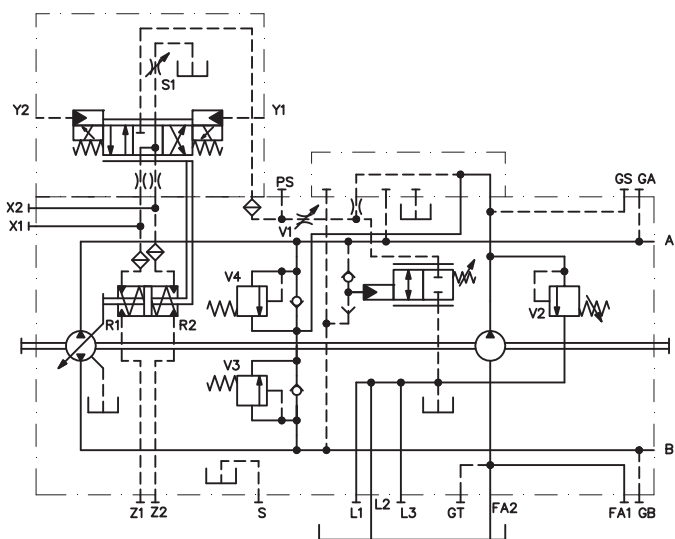 S1
Y2 Y1
PS GS GA
X2
X1
V1
A
V4
V2
R1 R2
V3
B
Z1 Z2 S L1 L2 L3 GT FA2 FA1 GB